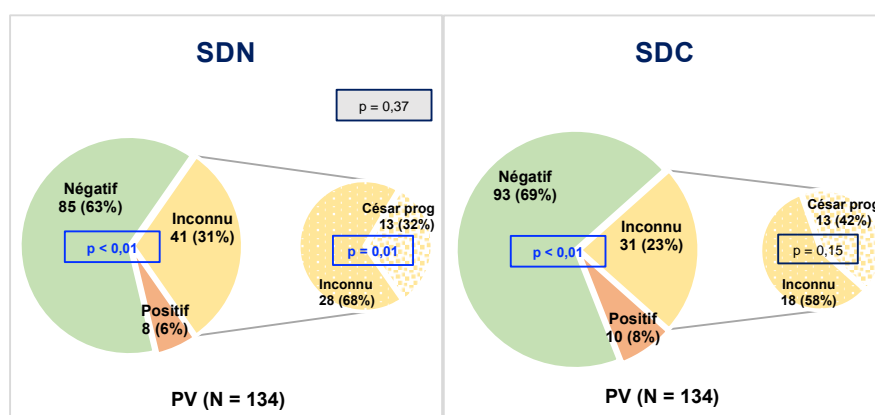 SDN
p = 0,37
Négatif
85 (63%)
Inconnu
41 (31%)
p < 0,01
Positif
8 (6%)
César prog
13 (32%)
p = 0,01
Inconnu
28 (68%)
PV (N = 134)
SDC
Négatif
93 (69%)
Inconnu
31 (23%)
p < 0,01
Positif
10 (8%)
César prog
13 (42%)
p = 0,15
Inconnu
18 (58%)
PV (N = 134)